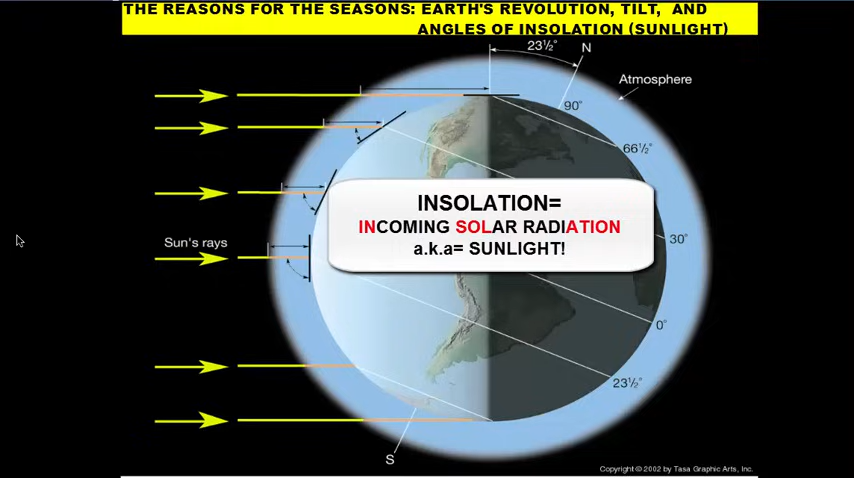 THE REASONS FOR THE SEASONS: EARTH'S REVOLUTION, TILT, AND
ANGLES OF INSOLATION (SUNLIGHT)
23½°
N
Atmosphere
90°
66½°
INSOLATION=
INCOMING SOLAR RADIATION
a.k.a= SUNLIGHT!
Sun's rays
30°
0°
23½°
S
Copyright © 2002 by Tasa Graphic Arts, Inc.